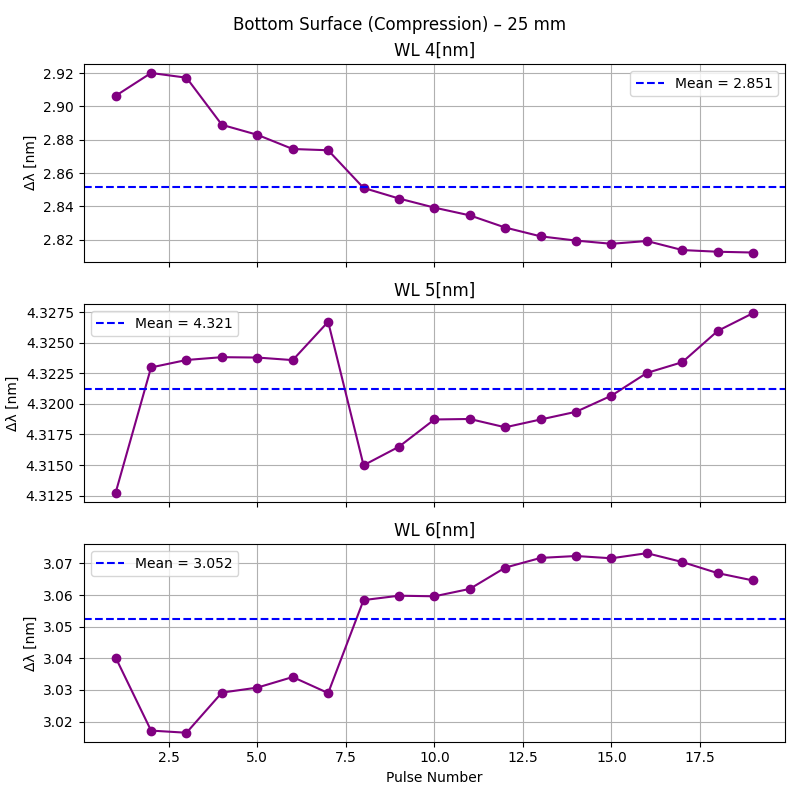 Bottom Surface (Compression) – 25 mm
WL 4[nm]
2.92
2.90
2.88
2.86
2.84
2.82
Δλ [nm]
Mean = 2.851
WL 5[nm]
4.3275
4.3250
4.3225
4.3200
4.3175
4.3150
4.3125
Δλ [nm]
Mean = 4.321
WL 6[nm]
3.07
3.06
3.05
3.04
3.03
3.02
Δλ [nm]
Mean = 3.052
2.5 5.0 7.5 10.0 12.5 15.0 17.5
Pulse Number